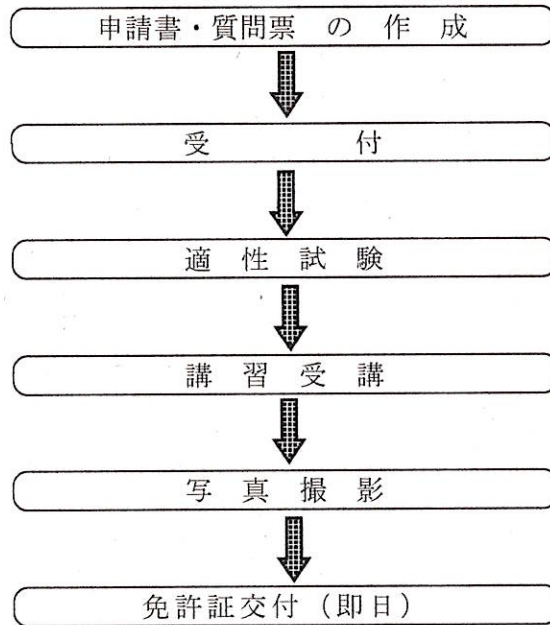 申請書・質問票 の 作 成
受 付
適 性 試 験
講 習 受 講
写 真 撮 影
免許証交付（即日）